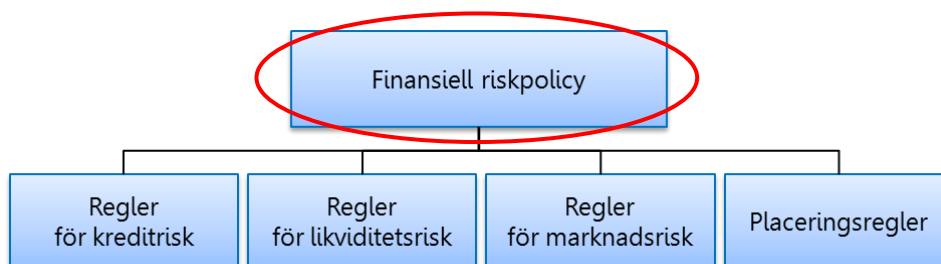 Finansiell riskpolicy
Regler
för kreditrisk
Regler
för likviditetsrisk
Regler
för marknadsrisk
Placeringsregler